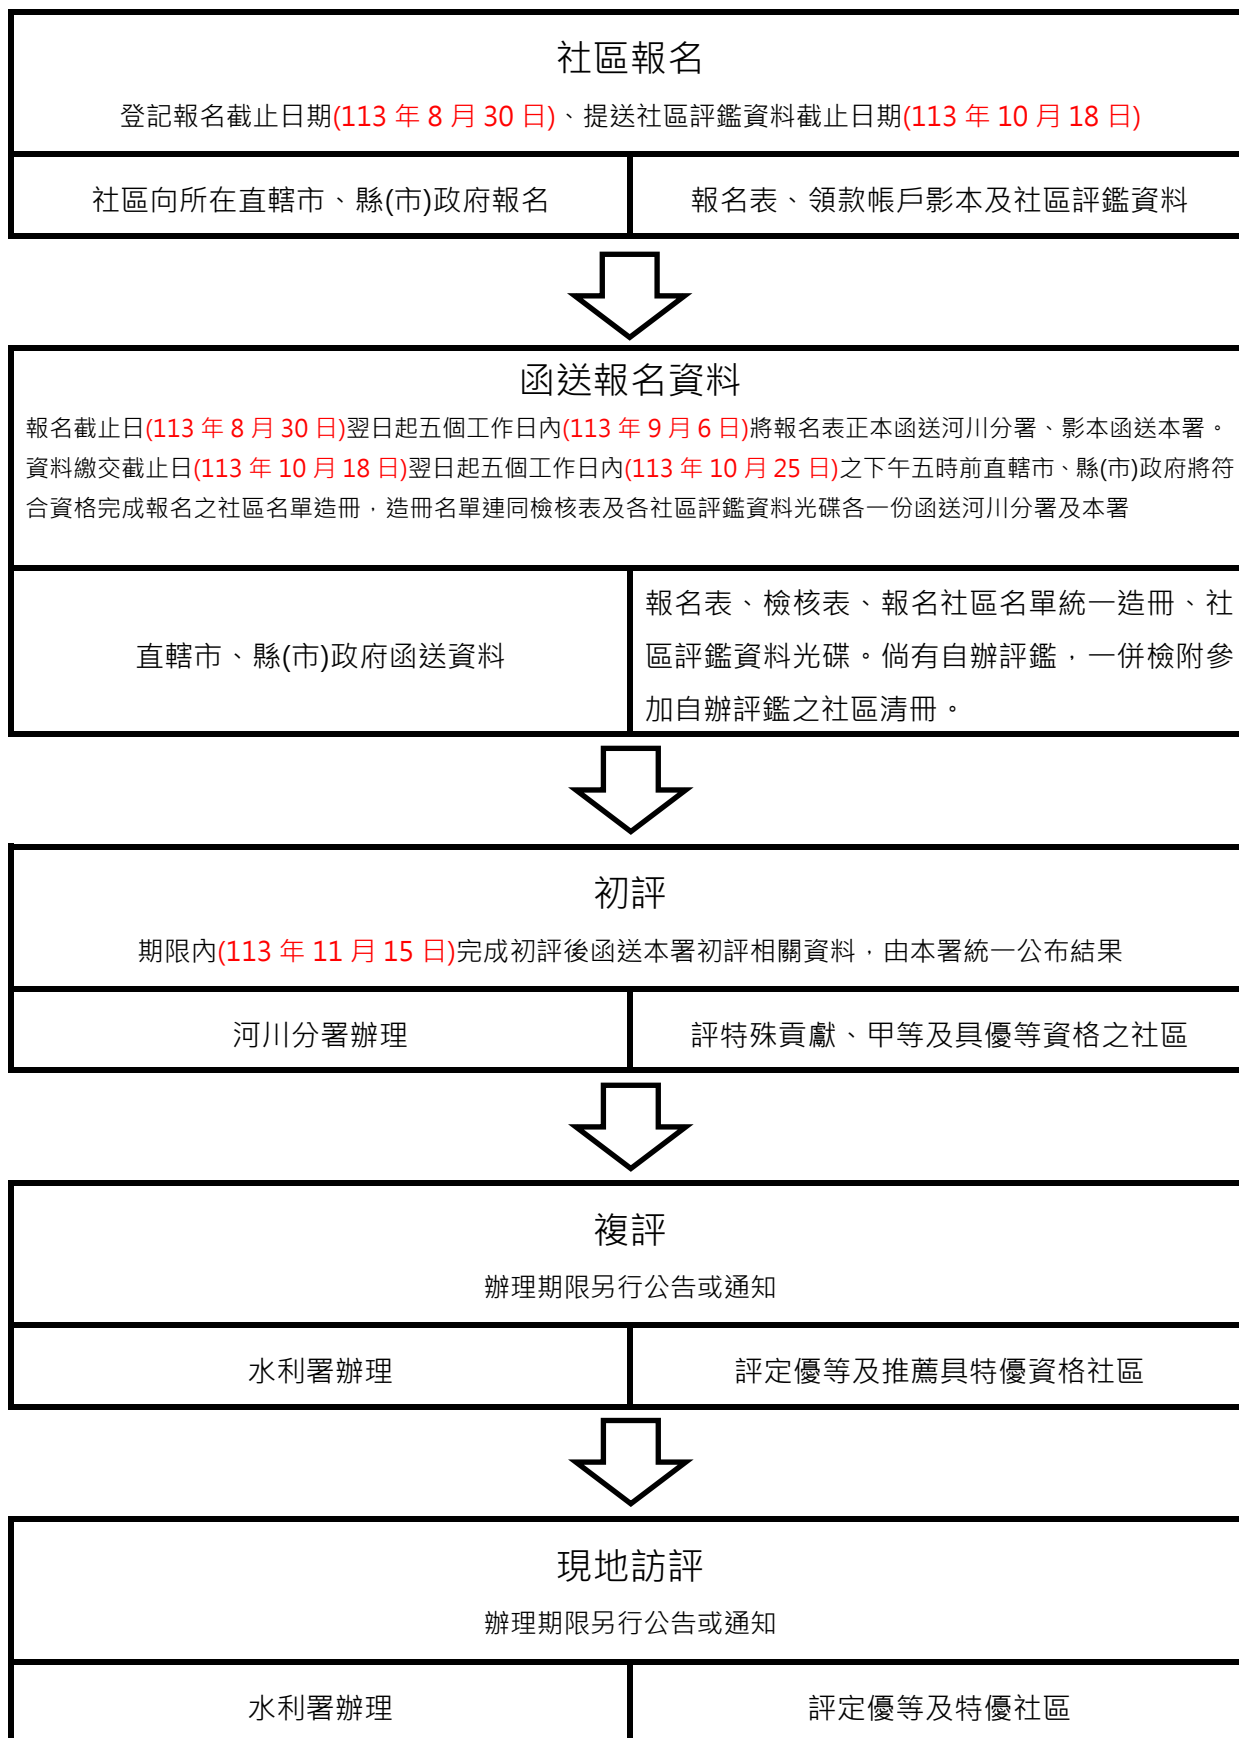 社區報名
登記報名截止日期(113 年 8 月 30 日)、提送社區評鑑資料截止日期(113 年 10 月 18 日)
社區向所在直轄市、縣(市)政府報名
報名表、領款帳戶影本及社區評鑑資料
函送報名資料
報名截止日(113 年 8 月 30 日)翌日起五個工作日內(113 年 9 月 6 日)將報名表正本函送河川分署、影本函送本署。
資料繳交截止日(113 年 10 月 18 日)翌日起五個工作日內(113 年 10 月 25 日)之下午五時前直轄市、縣(市)政府將符
合資格完成報名之社區名單造冊，造冊名單連同檢核表及各社區評鑑資料光碟各一份函送河川分署及本署
直轄市、縣(市)政府函送資料
報名表、檢核表、報名社區名單統一造冊、社
區評鑑資料光碟。倘有自辦評鑑，一併檢附參
加自辦評鑑之社區清冊。
初評
期限內(113 年 11 月 15 日)完成初評後函送本署初評相關資料，由本署統一公布結果
河川分署辦理
評特殊貢獻、甲等及具優等資格之社區
複評
辦理期限另行公告或通知
水利署辦理
評定優等及推薦具特優資格社區
現地訪評
辦理期限另行公告或通知
水利署辦理
評定優等及特優社區